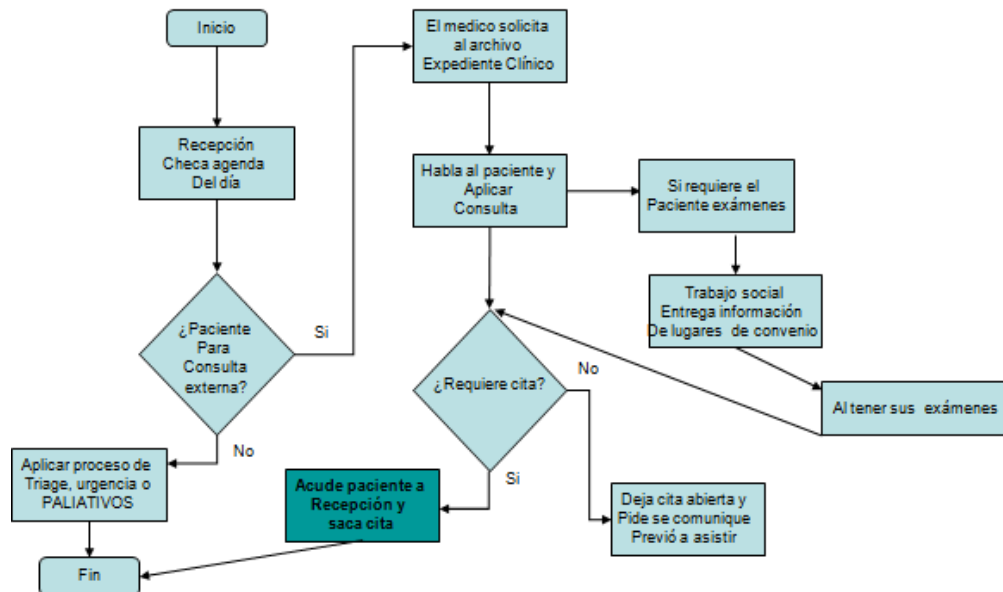 Inicio
Recepción
Checa agenda
Del día
¿Paciente
Para
Consulta
externa?
Si
No
Aplicar proceso de
Triage, urgencia o
PALIATIVOS
Fin
El medico solicita
al archivo
Expediente Clínico
Habla al paciente y
Aplicar
Consulta
Si requiere el
Paciente exámenes
Trabajo social
Entrega información
De lugares de convenio
Al tener sus exámenes
¿Requiere cita?
No
Si
Acude paciente a
Recepción y
saca cita
Deja cita abierta y
Pide se comunique
Previó a asistir